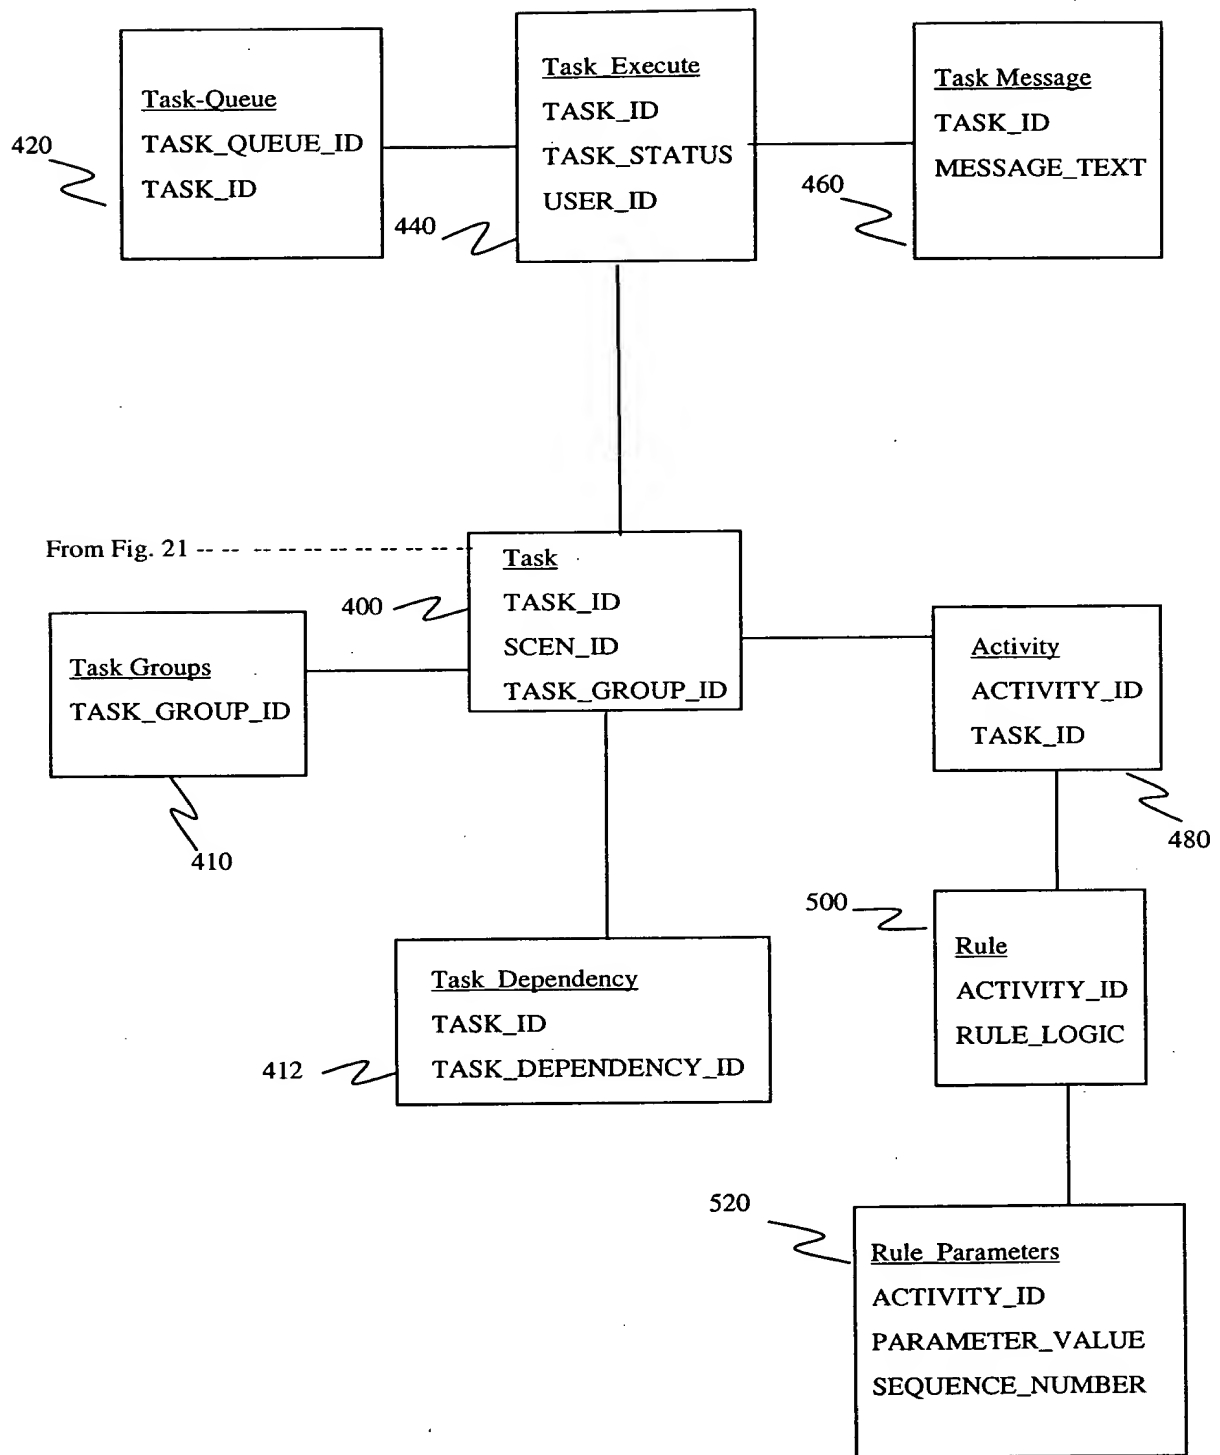 Task-Queue
TASK_QUEUE_ID
TASK_ID
420
Task_Execute
TASK_ID
TASK_STATUS
USER_ID
440
Task Message
TASK_ID
MESSAGE_TEXT
460
From Fig. 21 -- -- -- -- -- -- -- -- -- --
Task
TASK_ID
SCEN_ID
TASK_GROUP_ID
400
Task Groups
TASK_GROUP_ID
410
Activity
ACTIVITY_ID
TASK_ID
480
Task_Dependency
TASK_ID
TASK_DEPENDENCY_ID
412
500
Rule
ACTIVITY_ID
RULE_LOGIC
520
Rule_Parameters
ACTIVITY_ID
PARAMETER_VALUE
SEQUENCE_NUMBER